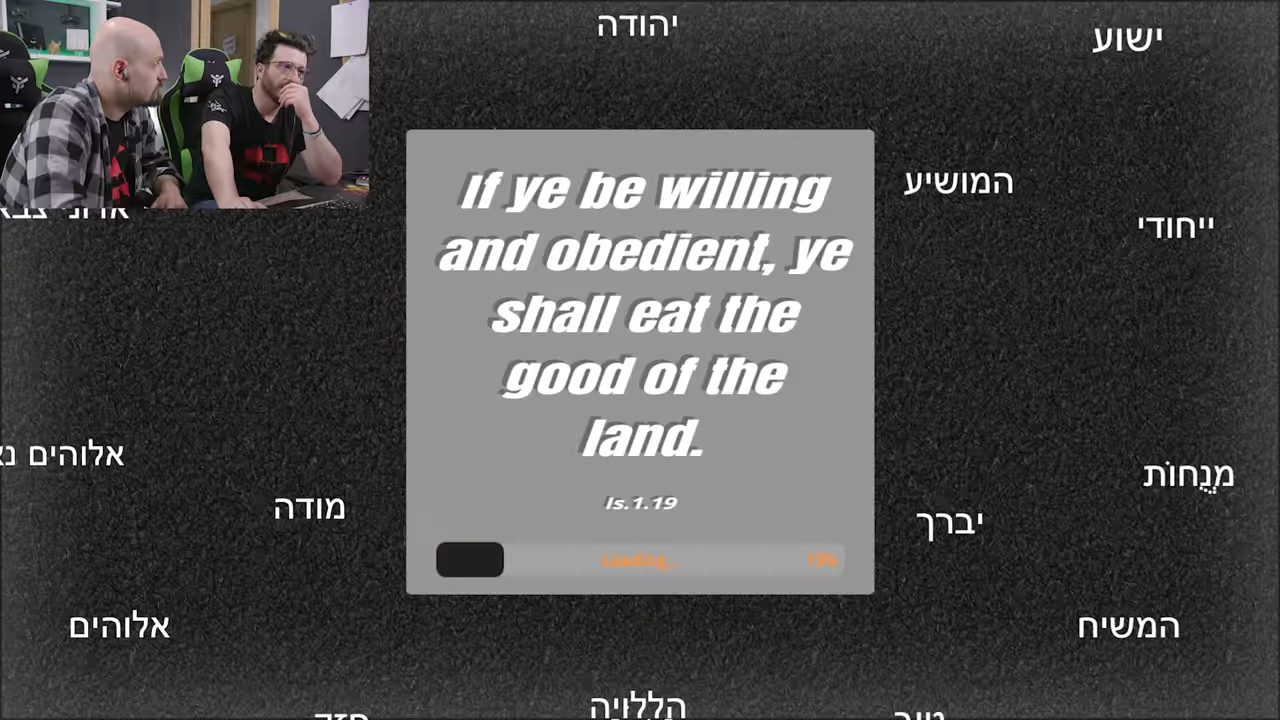 יהודה
ישוע
המושיע
ייחודי
If ye be willing
and obedient, ye
shall eat the
good of the
land.
Is.1.19
Loading...
אלוהים
מודה
יברך
אלוהים
המשיח
הללויה